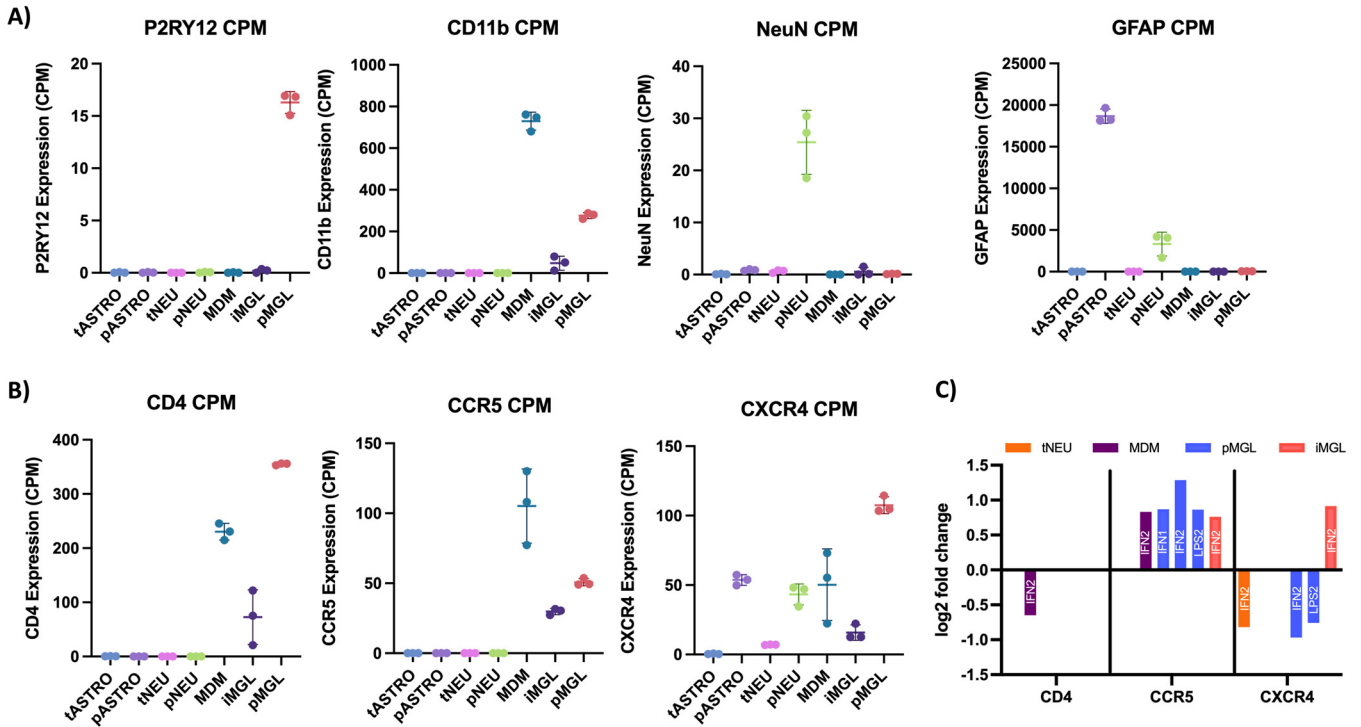 A)
P2RY12 CPM
P2RY12 Expression (CPM)
20
15
10
5
0
tASTRO
pASTRO
tNEU
pNEU
MDM
iMGL
pMGL
CD11b CPM
CD11b Expression (CPM)
1000
800
600
400
200
0
tASTRO
pASTRO
tNEU
pNEU
MDM
iMGL
pMGL
NeuN CPM
NeuN Expression (CPM)
40
30
20
10
0
tASTRO
pASTRO
tNEU
pNEU
MDM
iMGL
pMGL
GFAP CPM
GFAP Expression (CPM)
25000
20000
15000
10000
5000
0
tASTRO
pASTRO
tNEU
pNEU
MDM
iMGL
pMGL
B)
CD4 CPM
CD4 Expression (CPM)
400
300
200
100
0
tASTRO
pASTRO
tNEU
pNEU
MDM
iMGL
pMGL
CCR5 CPM
CCR5 Expression (CPM)
150
100
50
0
tASTRO
pASTRO
tNEU
pNEU
MDM
iMGL
pMGL
CXCR4 CPM
CXCR4 Expression (CPM)
150
100
50
0
tASTRO
pASTRO
tNEU
pNEU
MDM
iMGL
pMGL
C)
tNEU MDM pMGL iMGL
log2 fold change
1.5
1.0
0.5
0.0
-0.5
-1.0
-1.5
IFN2
IFN2
IFN1
IFN2
LPS2
IFN2
IFN2
IFN2
LPS2
IFN2
CD4 CCR5 CXCR4